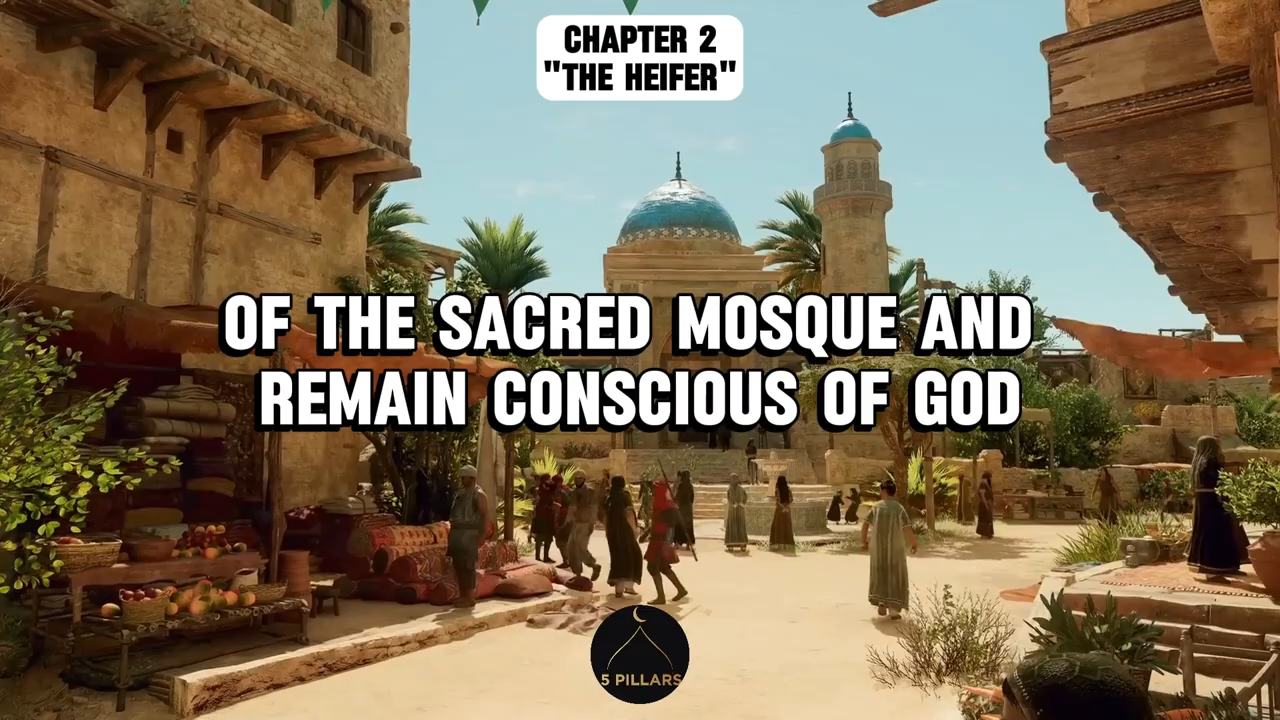 CHAPTER 2
"THE HEIFER"
OF THE SACRED MOSQUE AND
REMAIN CONSCIOUS OF GOD
5 PILLARS